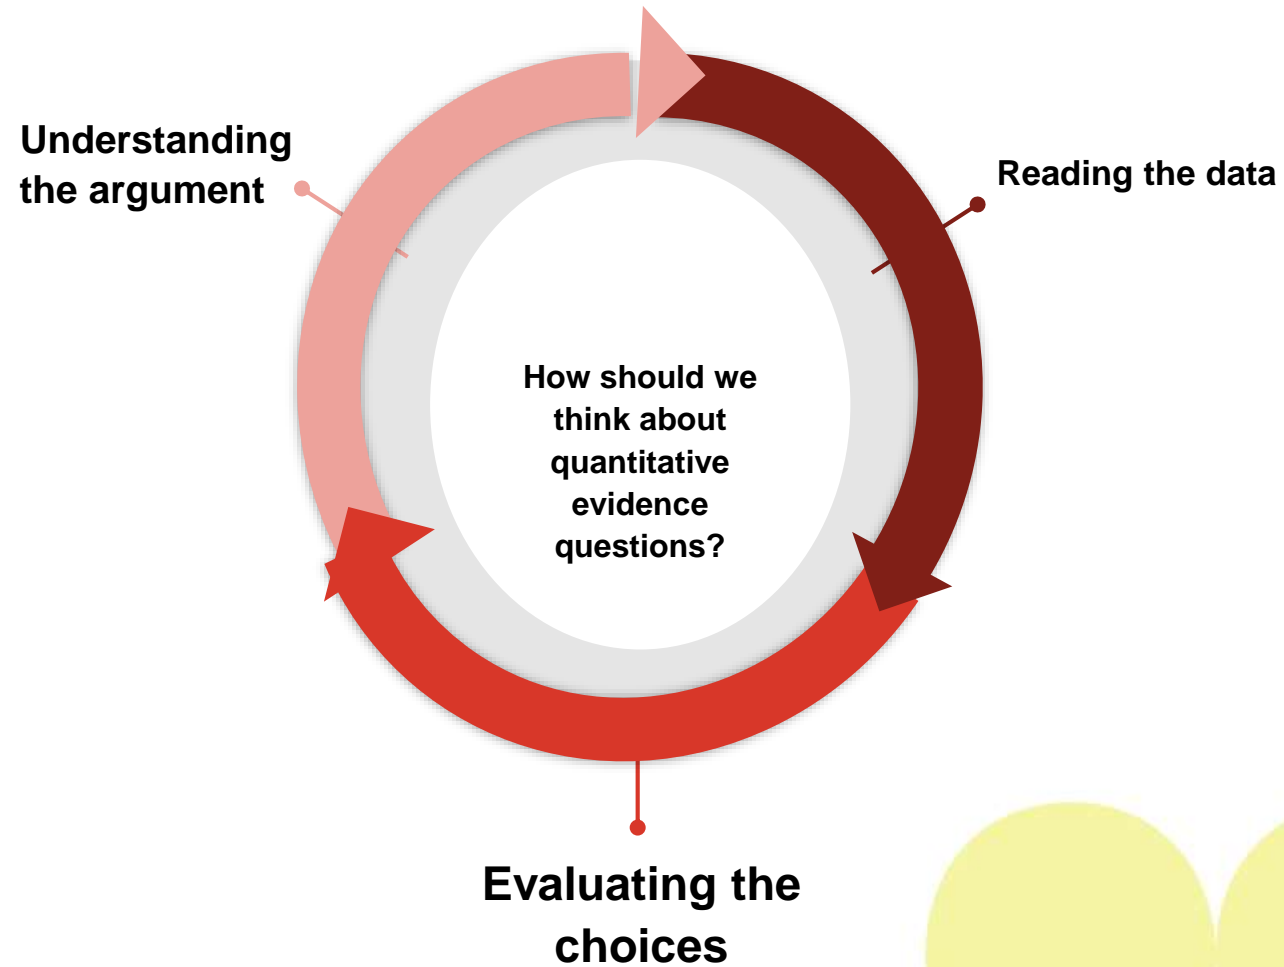 Understanding
the argument
Reading the data
How should we
think about
quantitative
evidence
questions?
Evaluating the
choices